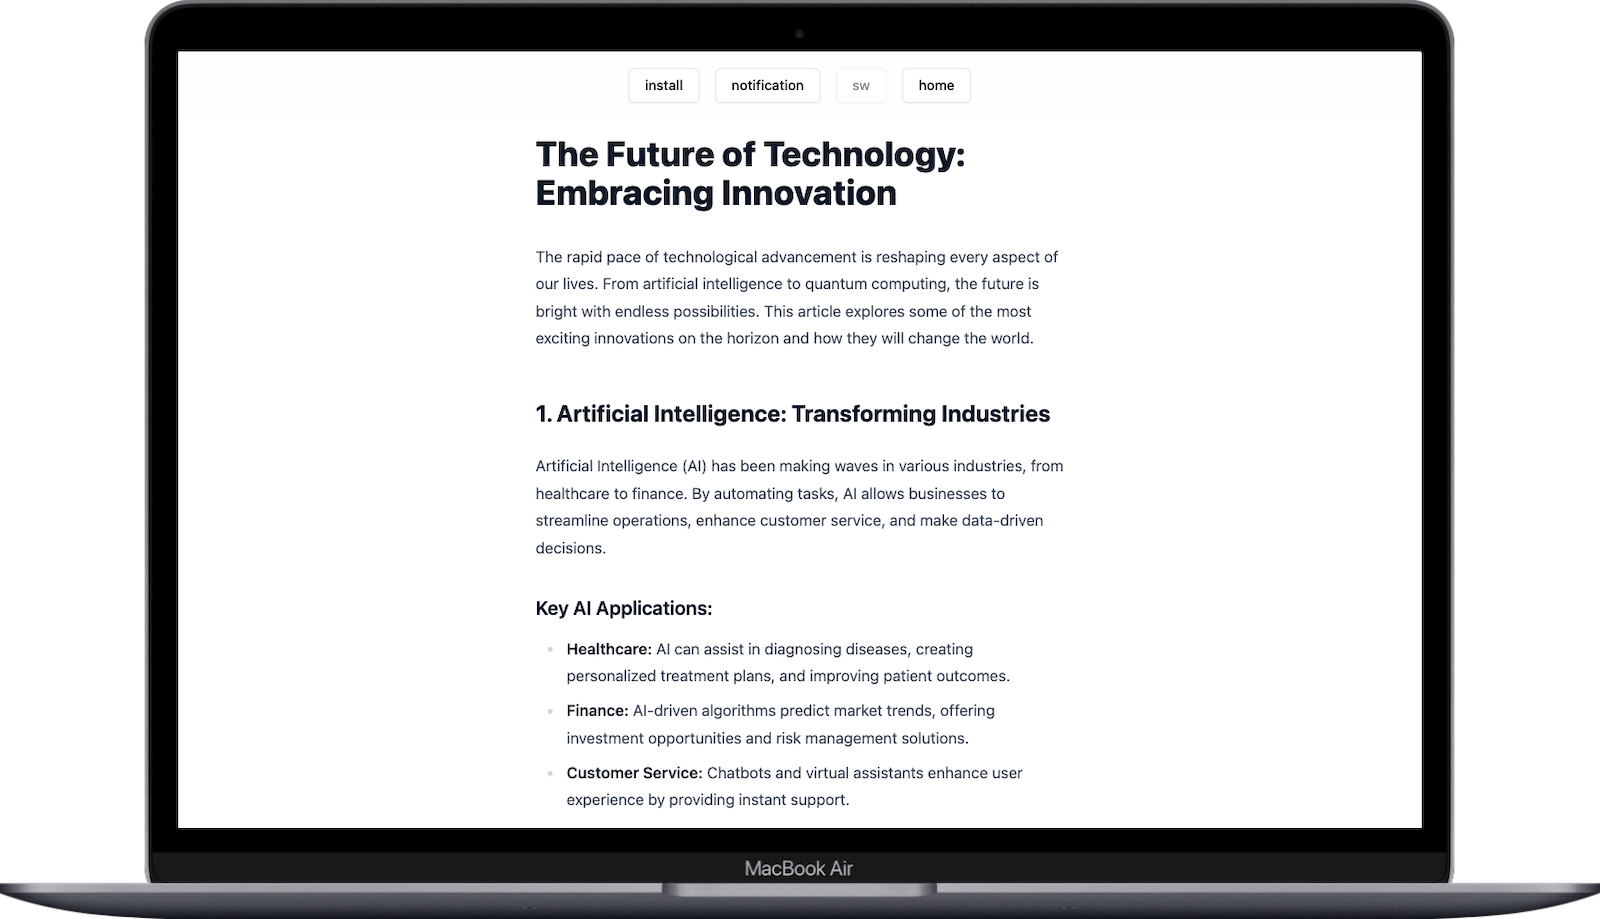 install
notification
sw
home
The Future of Technology:
Embracing Innovation
The rapid pace of technological advancement is reshaping every aspect of
our lives. From artificial intelligence to quantum computing, the future is
bright with endless possibilities. This article explores some of the most
exciting innovations on the horizon and how they will change the world.
1. Artificial Intelligence: Transforming Industries
Artificial Intelligence (AI) has been making waves in various industries, from
healthcare to finance. By automating tasks, AI allows businesses to
streamline operations, enhance customer service, and make data-driven
decisions.
Key AI Applications:
Healthcare: AI can assist in diagnosing diseases, creating
personalized treatment plans, and improving patient outcomes.
Finance: AI-driven algorithms predict market trends, offering
investment opportunities and risk management solutions.
Customer Service: Chatbots and virtual assistants enhance user
experience by providing instant support.
MacBook Air